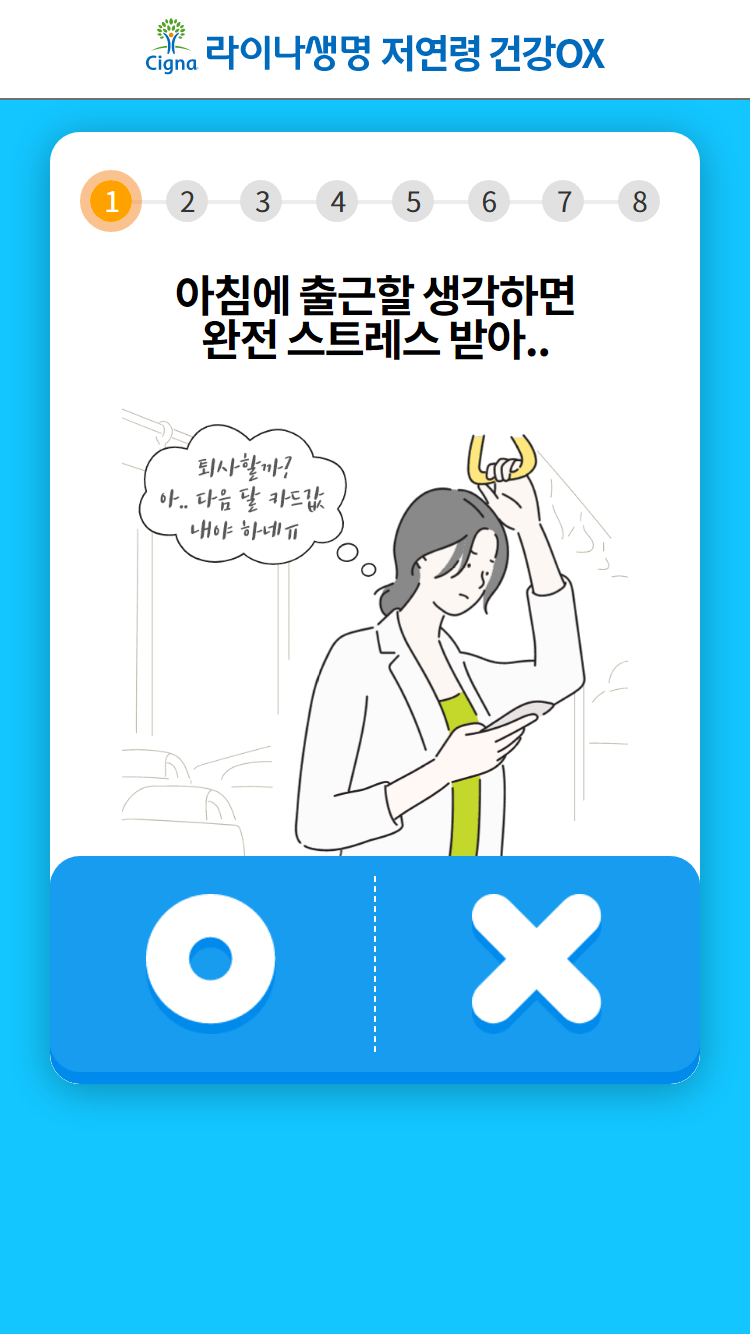 Cigna 라이나생명 저연령 건강OX
1 2 3 4 5 6 7 8
아침에 출근할 생각하면
완전 스트레스 받아..
퇴사할까?
아.. 다음 달 카드값
내야 하네ㅠ
O X